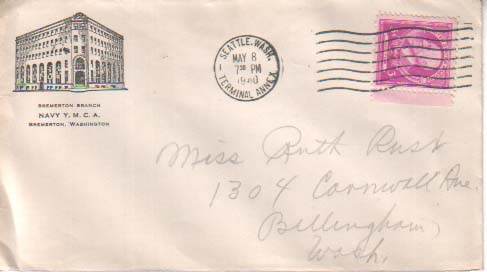 BREMERTON BRANCH
NAVY Y. M. C. A.
BREMERTON, WASHINGTON
SEATTLE, WASH.
MAY 8
7 30 PM
1940
TERMINAL ANNEX
Miss Ruth Rust
1304 Cornwall Ave.
Bellingham,
Wash.